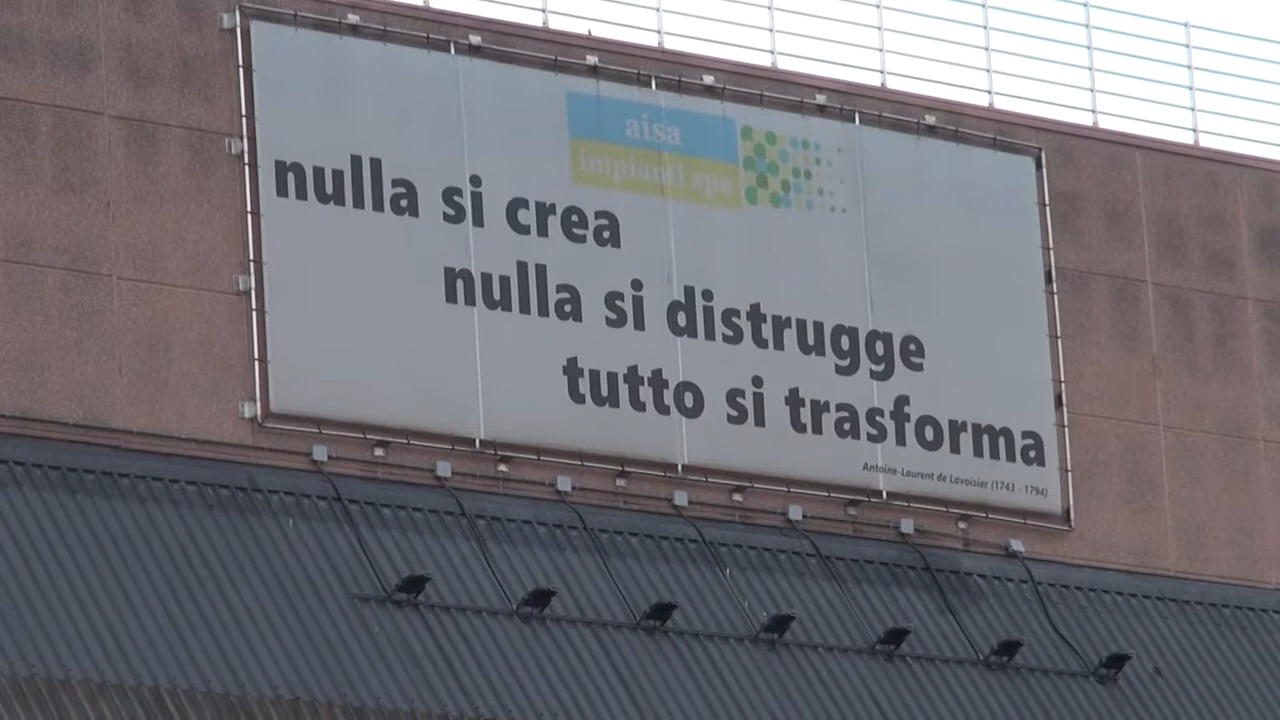 aisa
impianti spa
nulla si crea
nulla si distrugge
tutto si trasforma
Antoine-Laurent de Lavoisier (1743 - 1794)